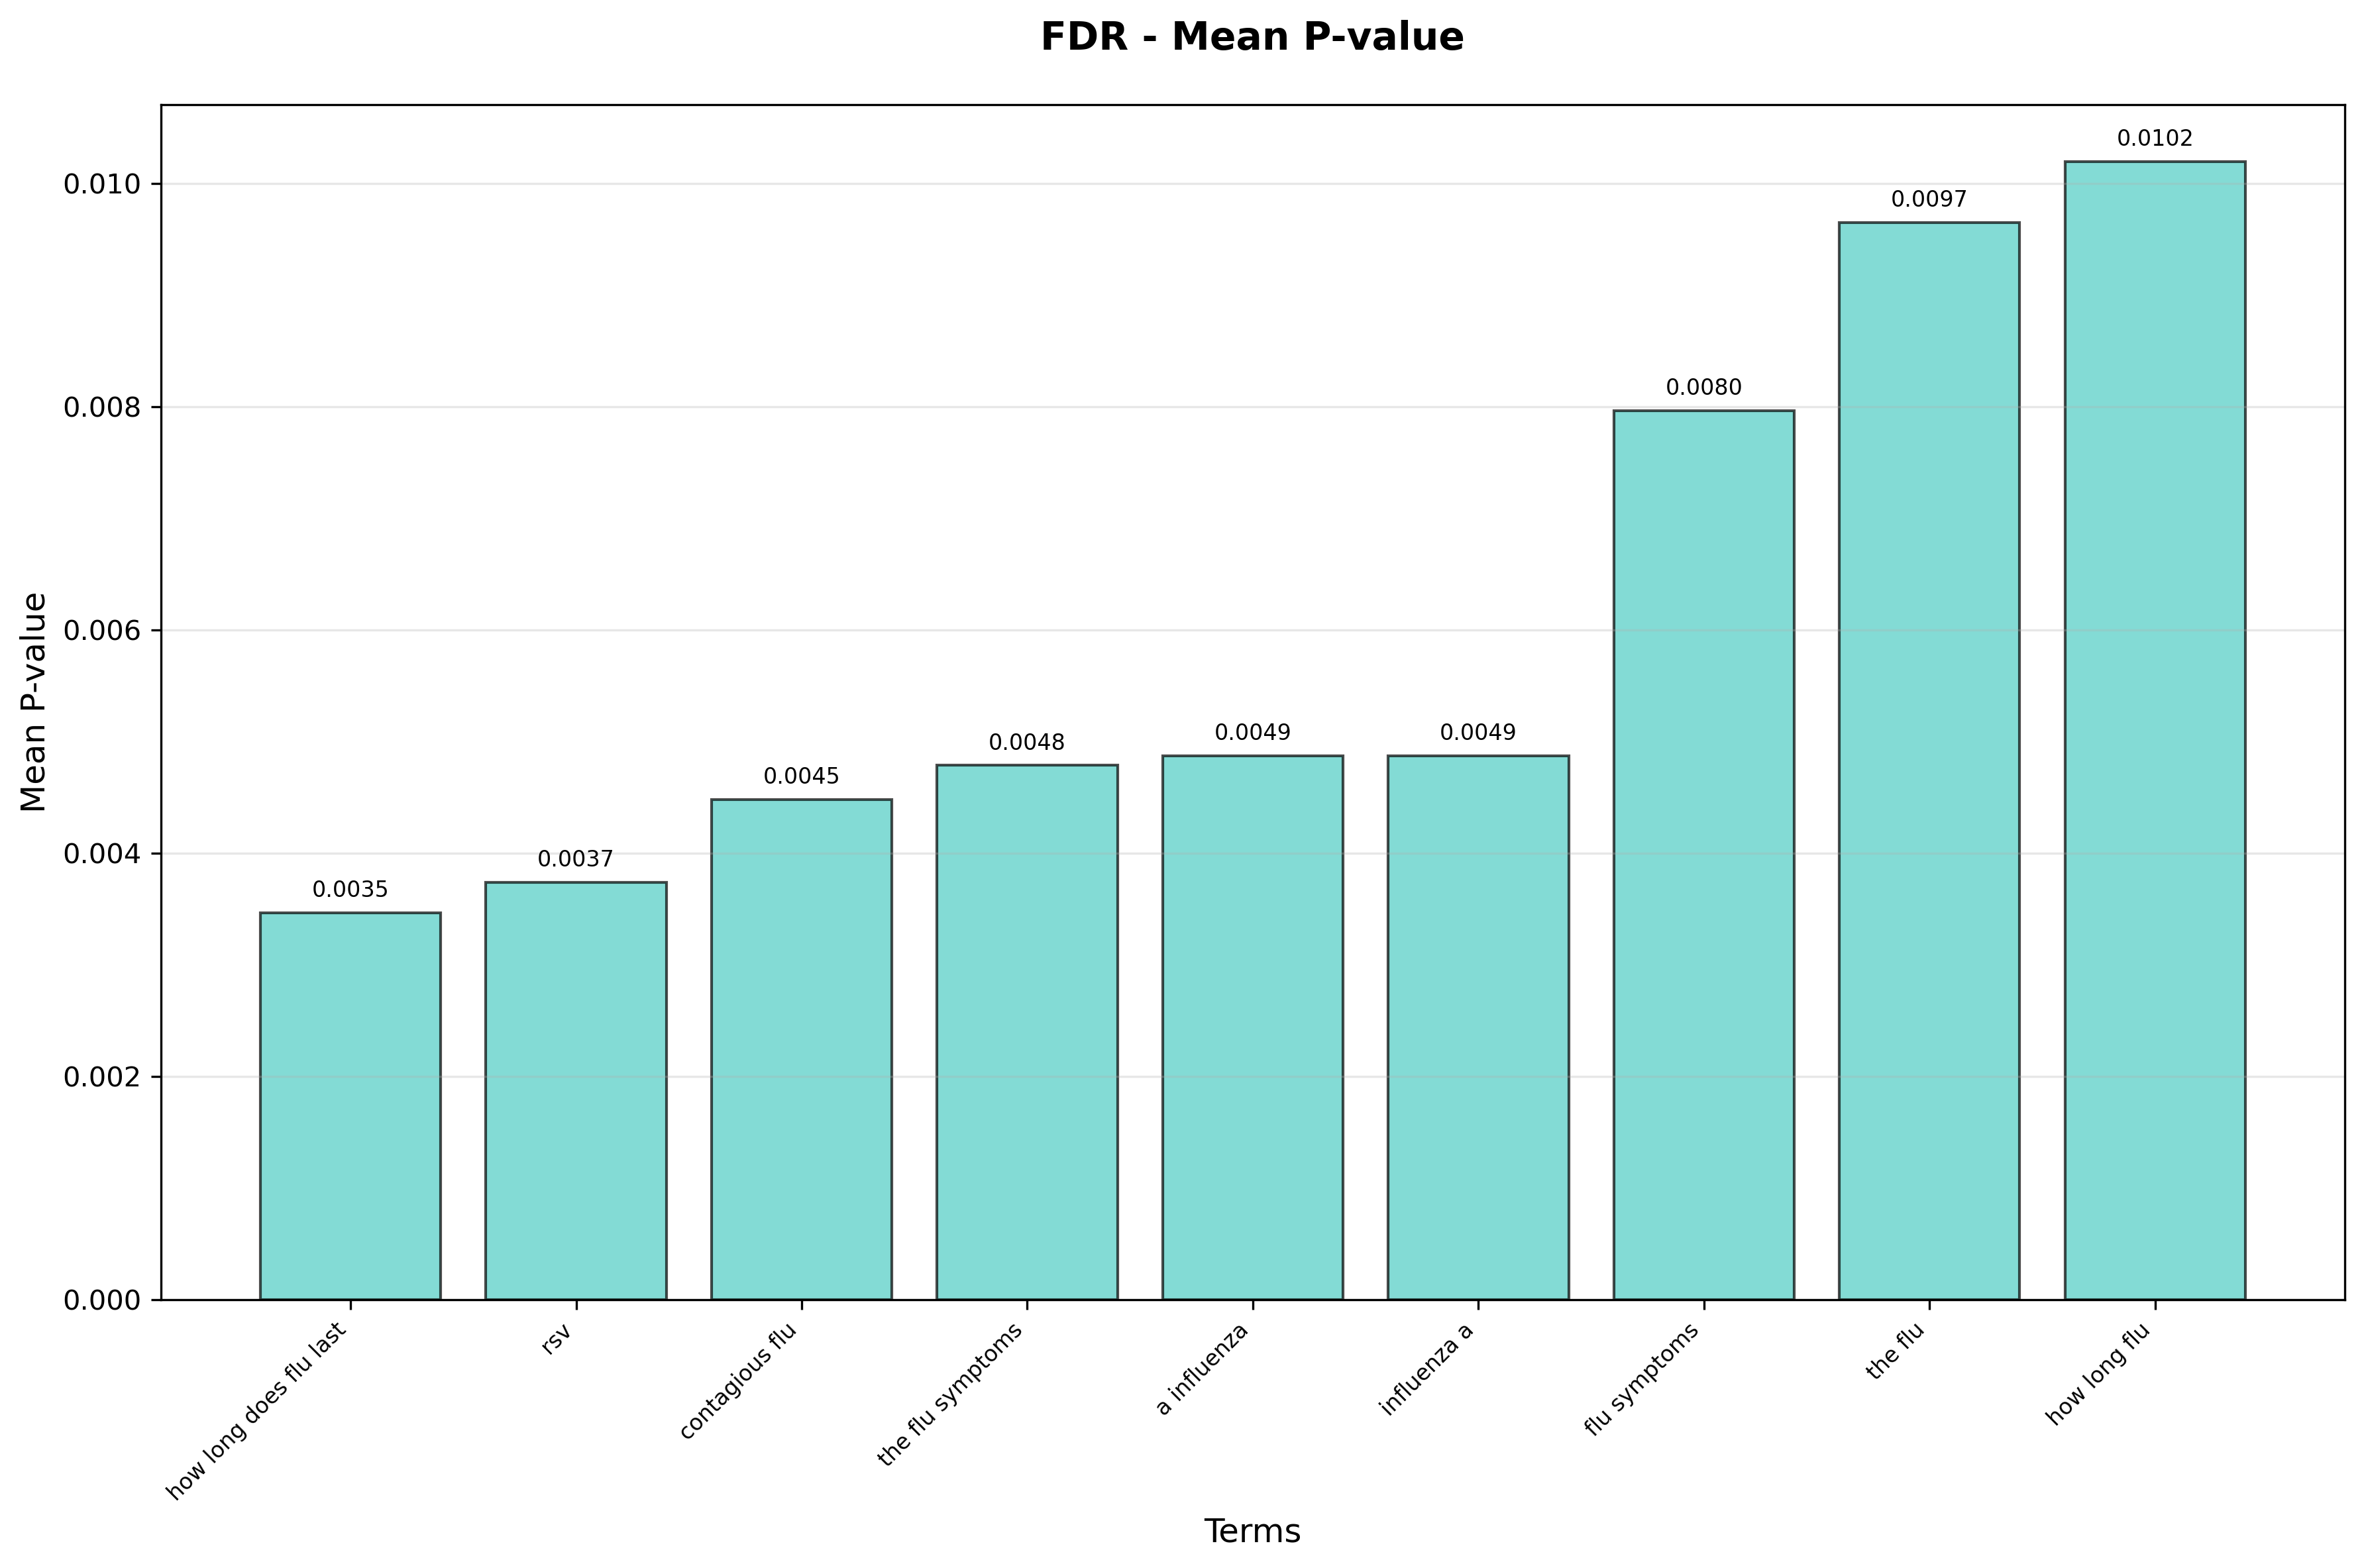 FDR - Mean P-value
Mean P-value
0.010
0.008
0.006
0.004
0.002
0.000
0.0035
0.0037
0.0045
0.0048
0.0049
0.0049
0.0080
0.0097
0.0102
how long does flu last
rsv
contagious flu
the flu symptoms
a influenza
influenza a
flu symptoms
the flu
how long flu
Terms